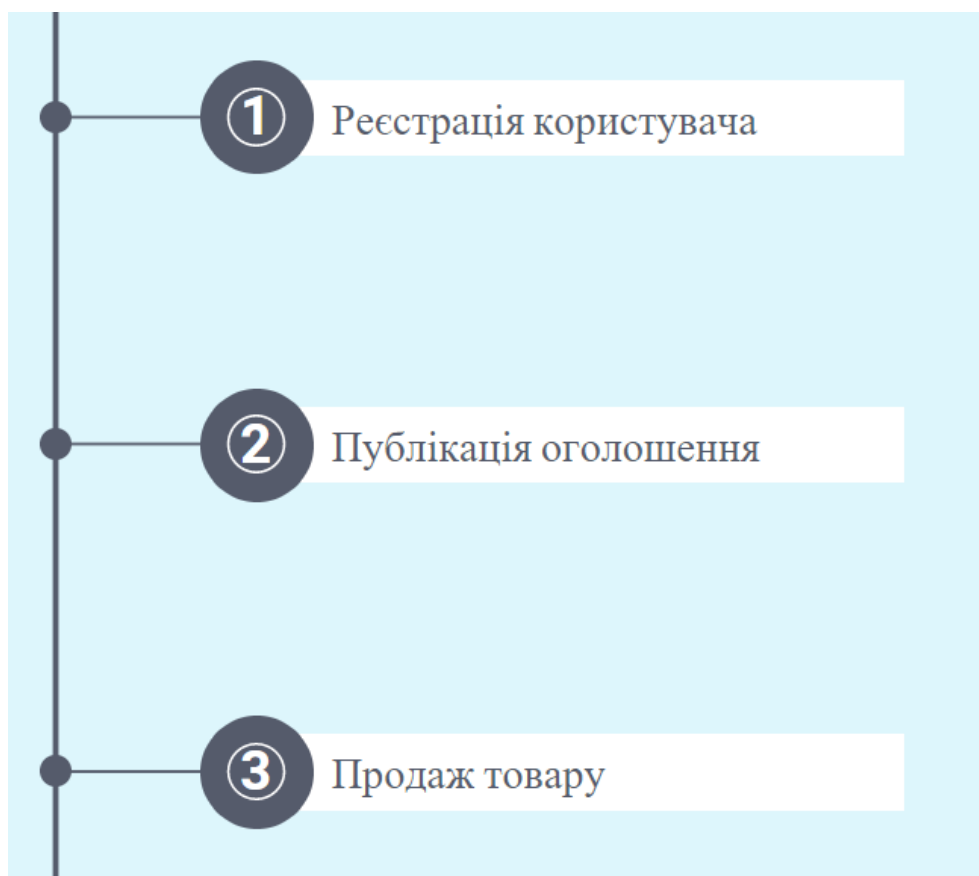 ① Реєстрація користувача
② Публікація оголошення
③ Продаж товару